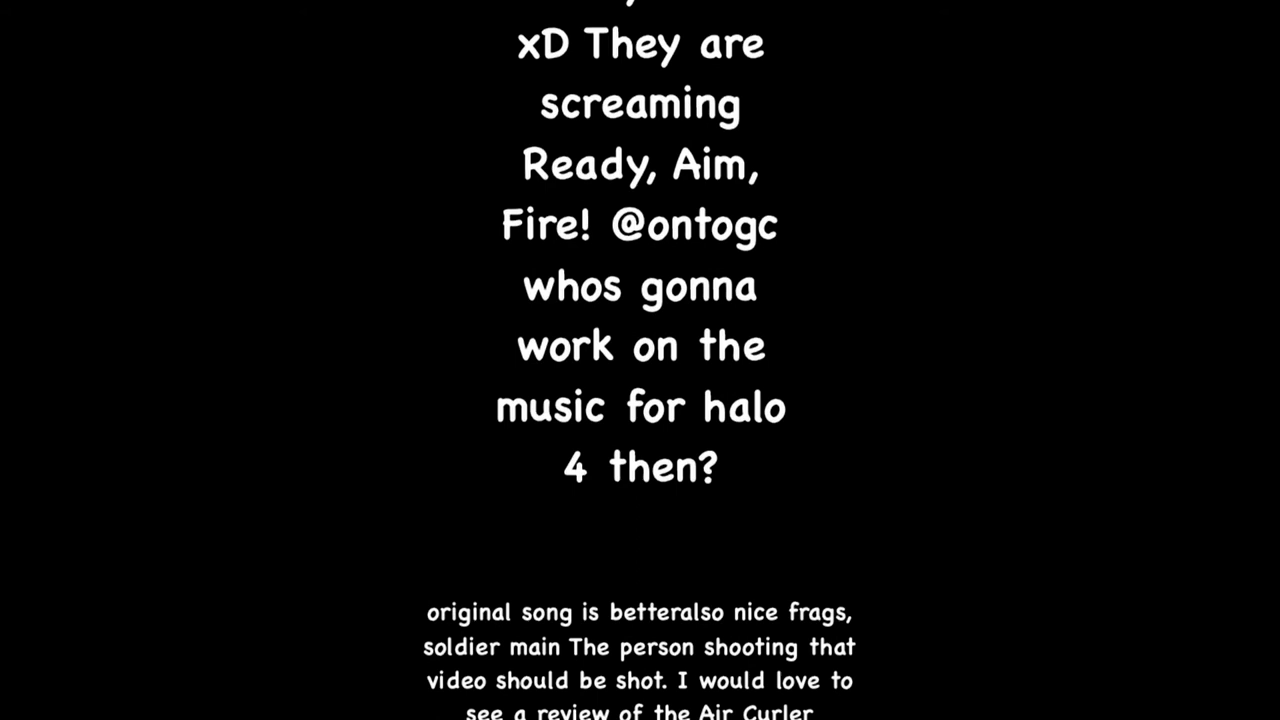 xD They are
screaming
Ready, Aim,
Fire! @ontogc
whos gonna
work on the
music for halo
4 then?
original song is betteralso nice frags,
soldier main The person shooting that
video should be shot. I would love to
see a review of the Air Curler